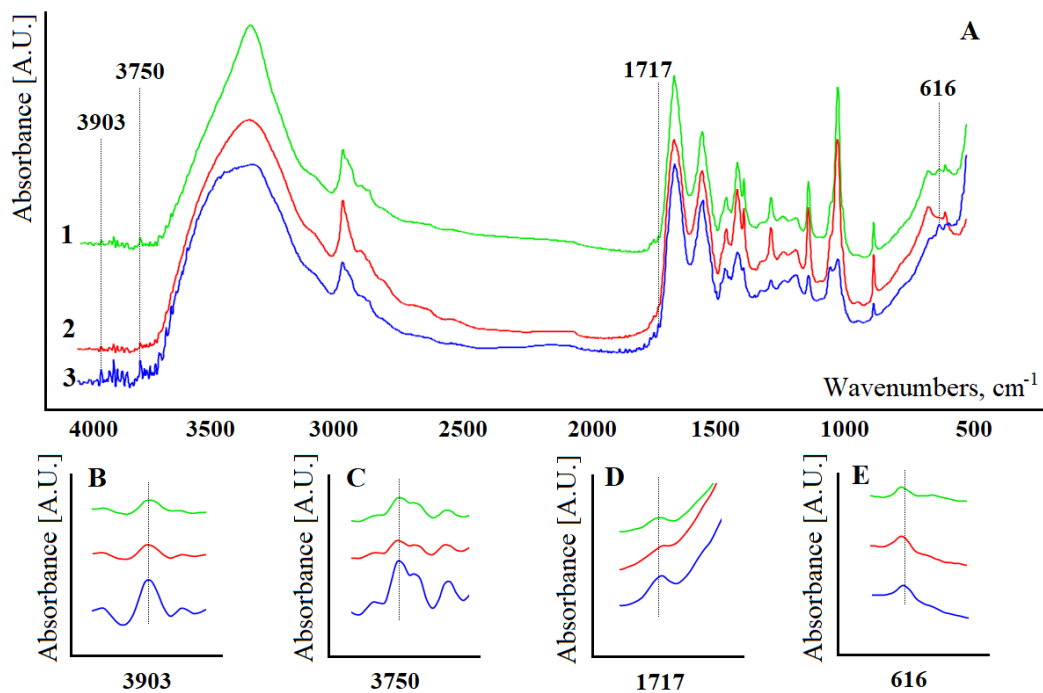 Absorbance [A.U.]
A
3750
1717
3903
616
1
2
3
Wavenumbers, cm-1
4000 3500 3000 2500 2000 1500 1000 500
B
Absorbance [A.U.]
3903
C
Absorbance [A.U.]
3750
D
Absorbance [A.U.]
1717
E
Absorbance [A.U.]
616